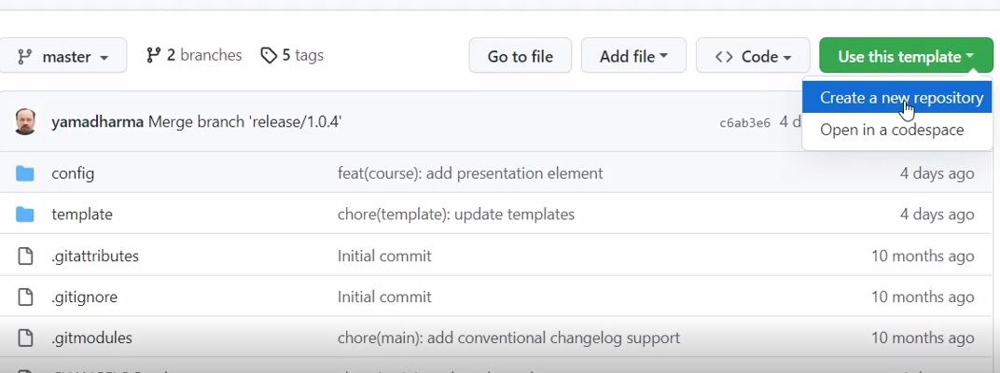 master 2 branches 5 tags Go to file Add file Code Use this template
Create a new repository
yamadharma Merge branch 'release/1.0.4' c6ab3e6 4 d
Open in a codespace
config feat(course): add presentation element 4 days ago
template chore(template): update templates 4 days ago
.gitattributes Initial commit 10 months ago
.gitignore Initial commit 10 months ago
.gitmodules chore(main): add conventional changelog support 10 months ago